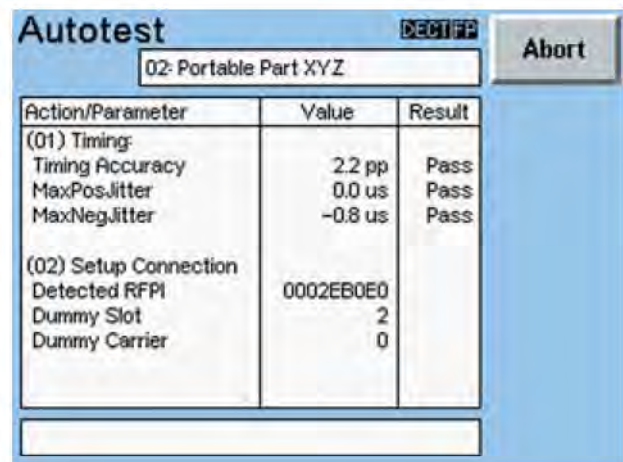 Autotest
DECT FP
Abort
02: Portable Part XYZ
Action/Parameter Value Result
(01) Timing:
Timing Accuracy 2.2 pp Pass
MaxPosJitter 0.0 us Pass
MaxNegJitter -0.8 us Pass
(02) Setup Connection
Detected RFPI 0002EB0E0
Dummy Slot 2
Dummy Carrier 0